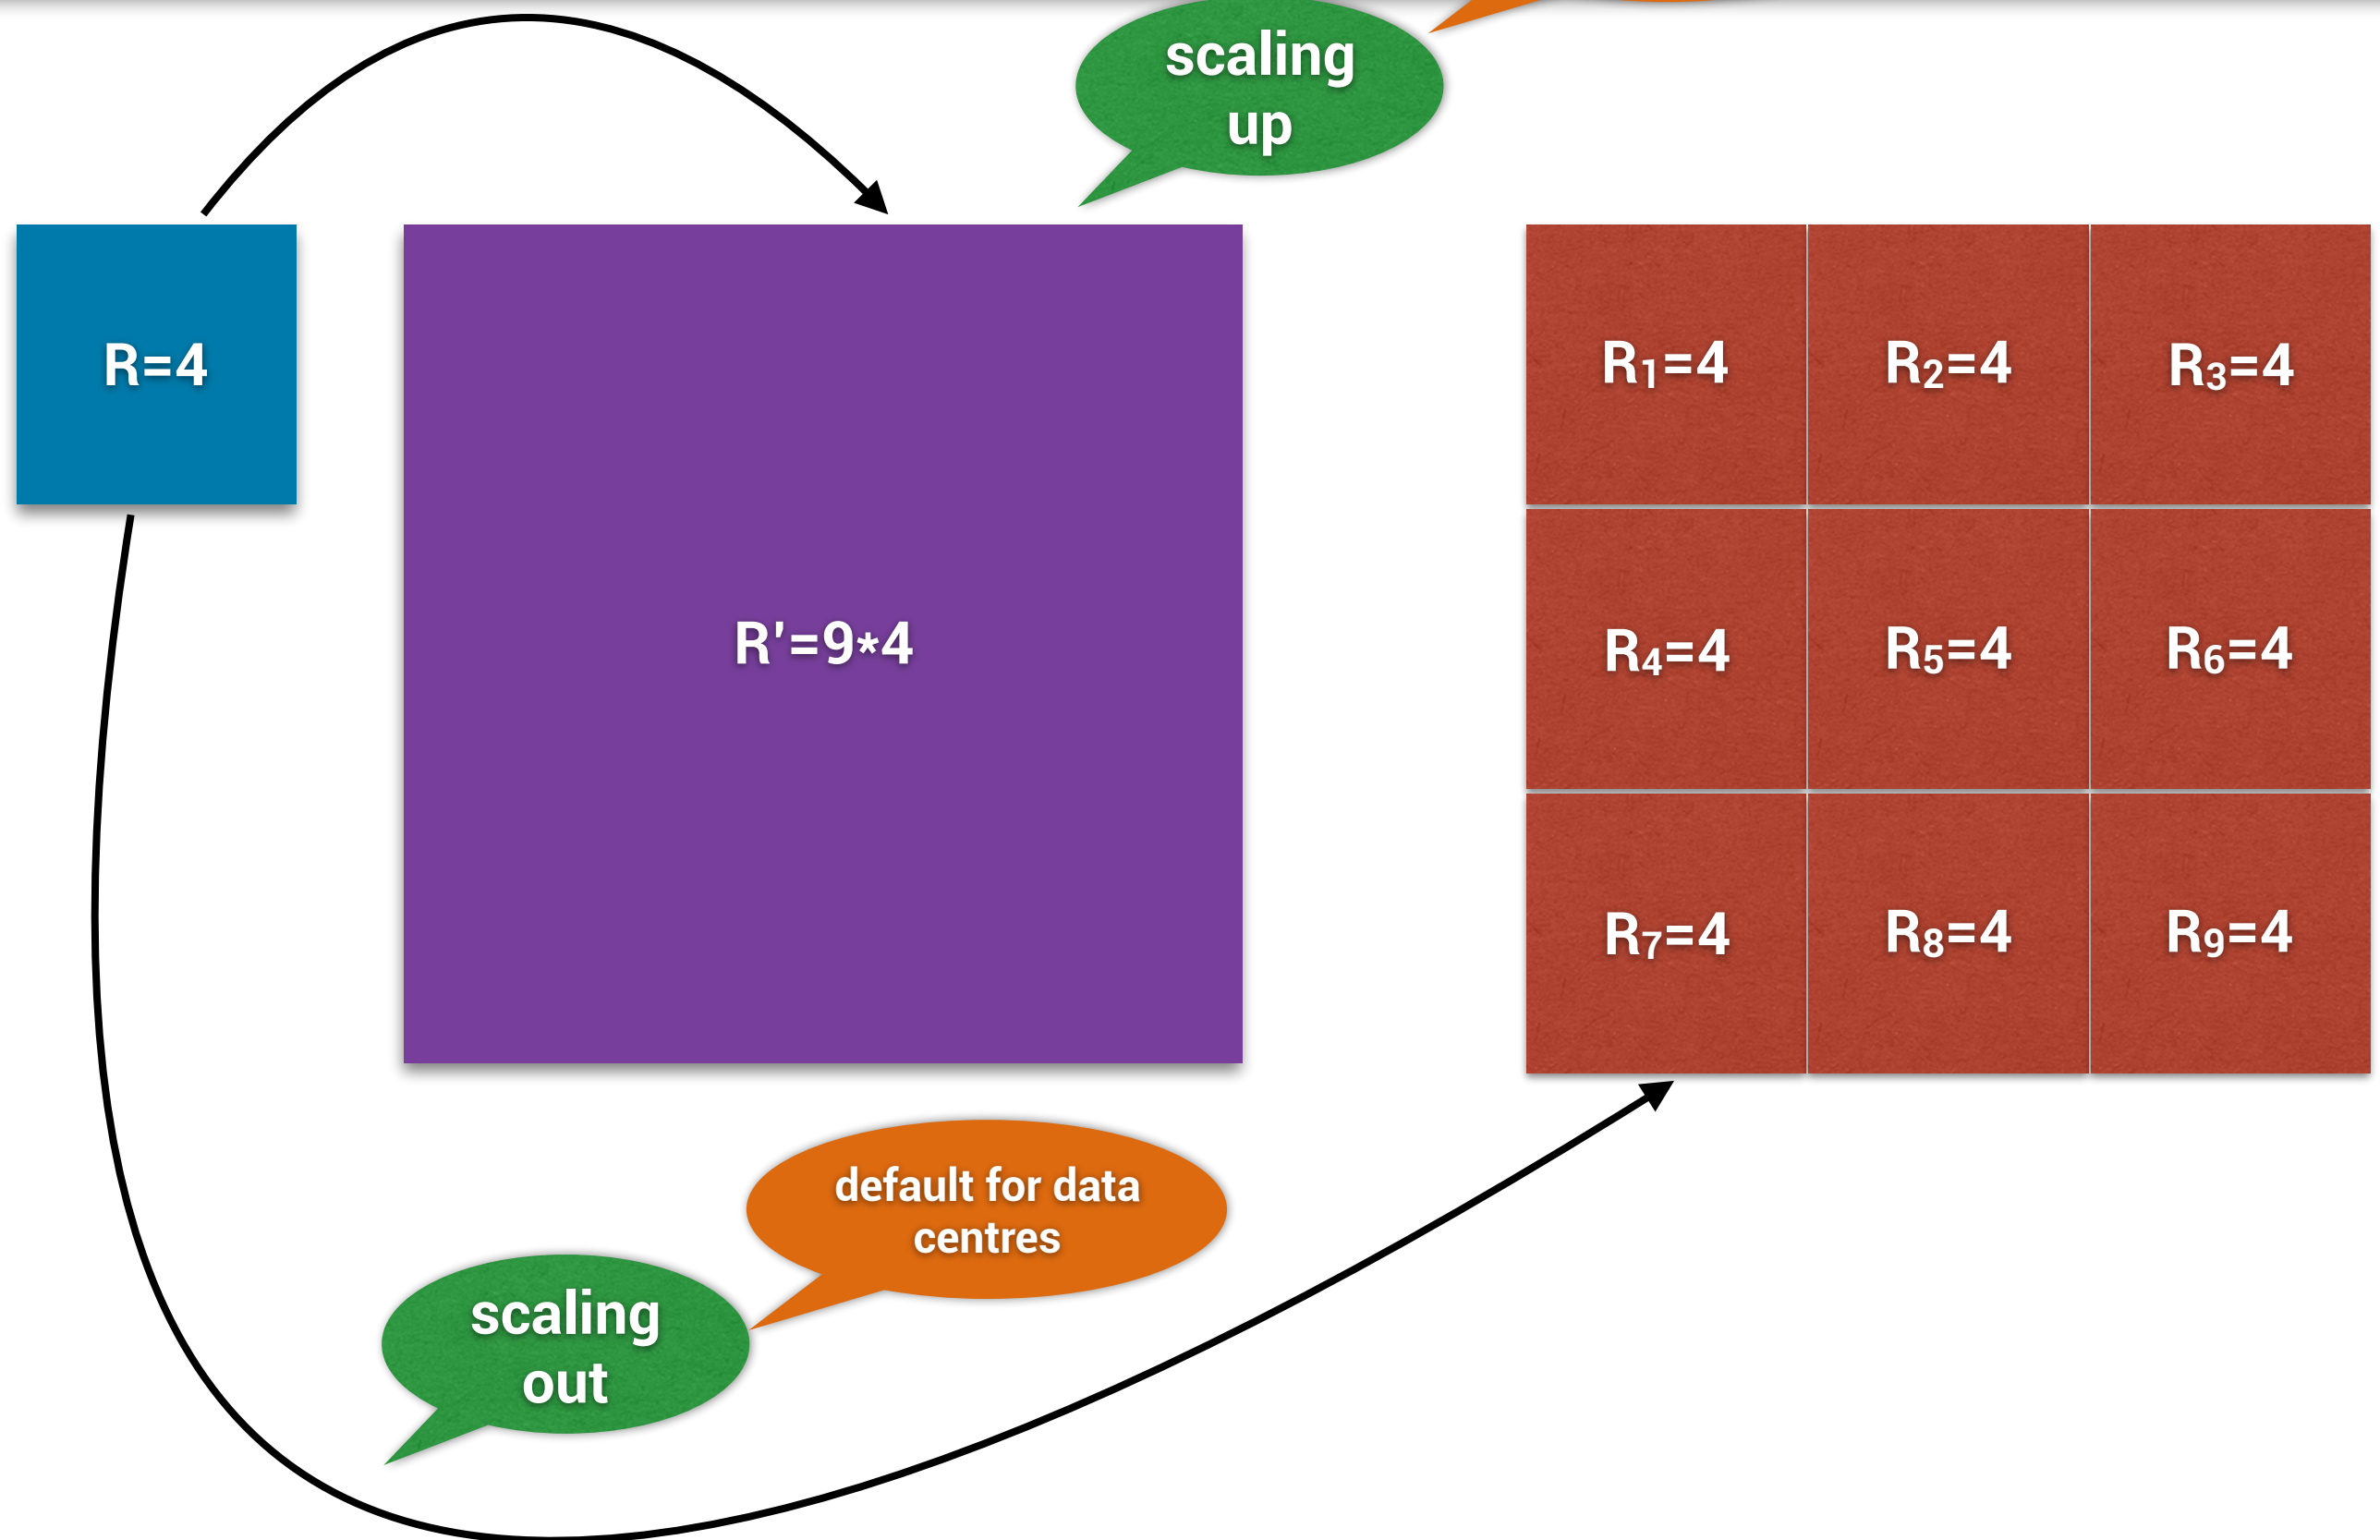 scaling
up
R=4
R'=9*4
R₁=4
R₂=4
R₃=4
R₄=4
R₅=4
R₆=4
R₇=4
R₈=4
R₉=4
default for data
centres
scaling
out